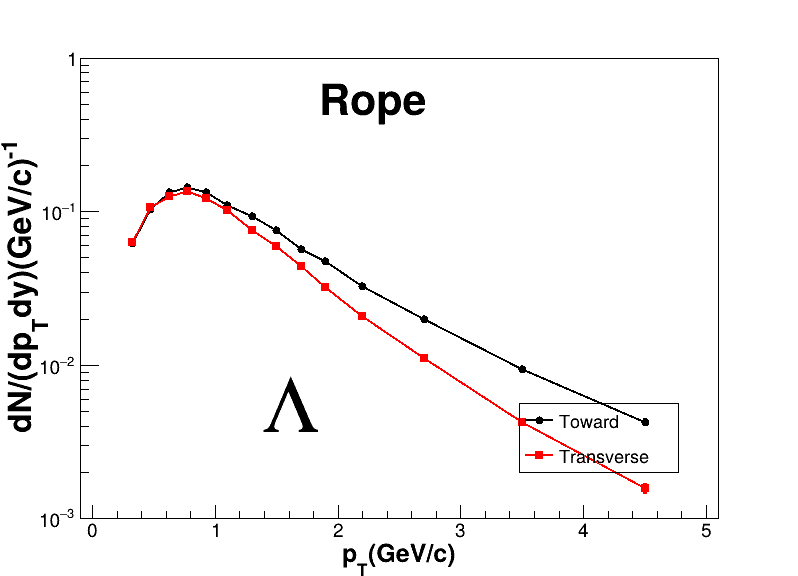 1
Rope
10⁻¹
dN/(dp_T dy)(GeV/c)⁻¹
10⁻²
Λ
Toward
Transverse
10⁻³
0 1 2 3 4 5
p_T(GeV/c)